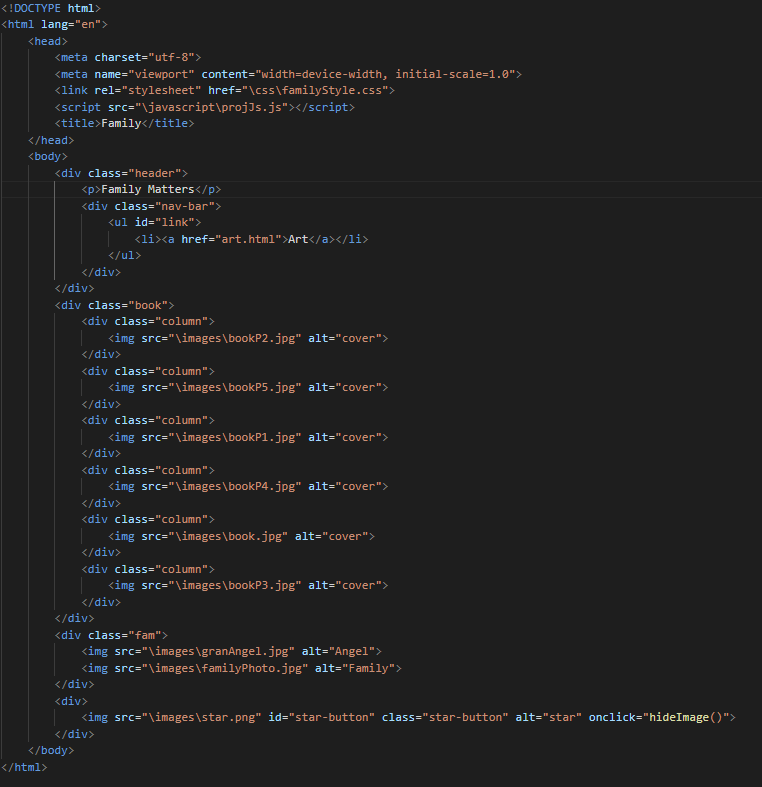 <!DOCTYPE html>
<html lang="en">
<head>
<meta charset="utf-8">
<meta name="viewport" content="width=device-width, initial-scale=1.0">
<link rel="stylesheet" href="\css\familyStyle.css">
<script src="\javascript\projJs.js"></script>
<title>Family</title>
</head>
<body>
<div class="header">
<p>Family Matters</p>
<div class="nav-bar">
<ul id="link">
<li><a href="art.html">Art</a></li>
</ul>
</div>
</div>
<div class="book">
<div class="column">
<img src="\images\bookP2.jpg" alt="cover">
</div>
<div class="column">
<img src="\images\bookP5.jpg" alt="cover">
</div>
<div class="column">
<img src="\images\bookP1.jpg" alt="cover">
</div>
<div class="column">
<img src="\images\bookP4.jpg" alt="cover">
</div>
<div class="column">
<img src="\images\book.jpg" alt="cover">
</div>
<div class="column">
<img src="\images\bookP3.jpg" alt="cover">
</div>
</div>
<div class="fam">
<img src="\images\granAngel.jpg" alt="Angel">
<img src="\images\familyPhoto.jpg" alt="Family">
</div>
<div>
<img src="\images\star.png" id="star-button" class="star-button" alt="star" onclick="hideImage()">
</div>
</body>
</html>